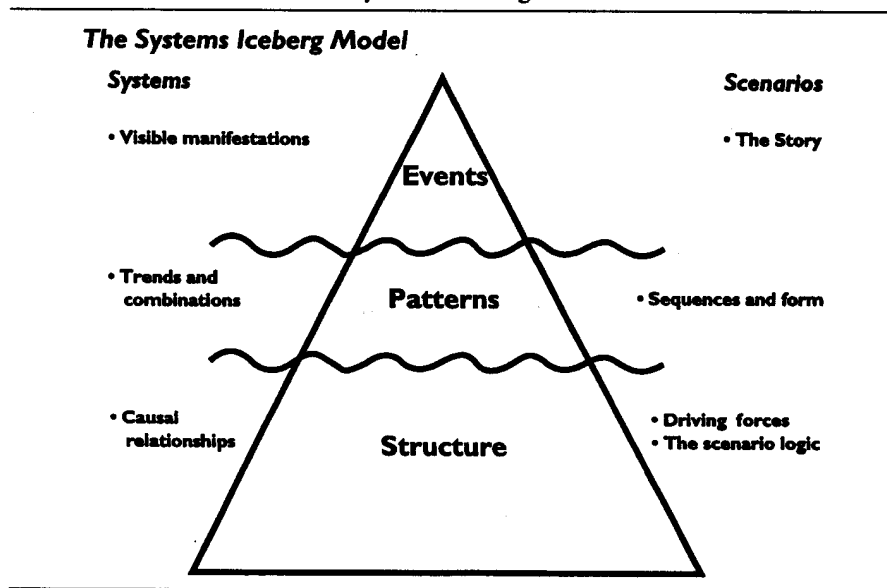 The Systems Iceberg Model
Systems
Scenarios
• Visible manifestations
• The Story
Events
• Trends and
combinations
Patterns
• Sequences and form
• Causal
relationships
Structure
• Driving forces
• The scenario logic